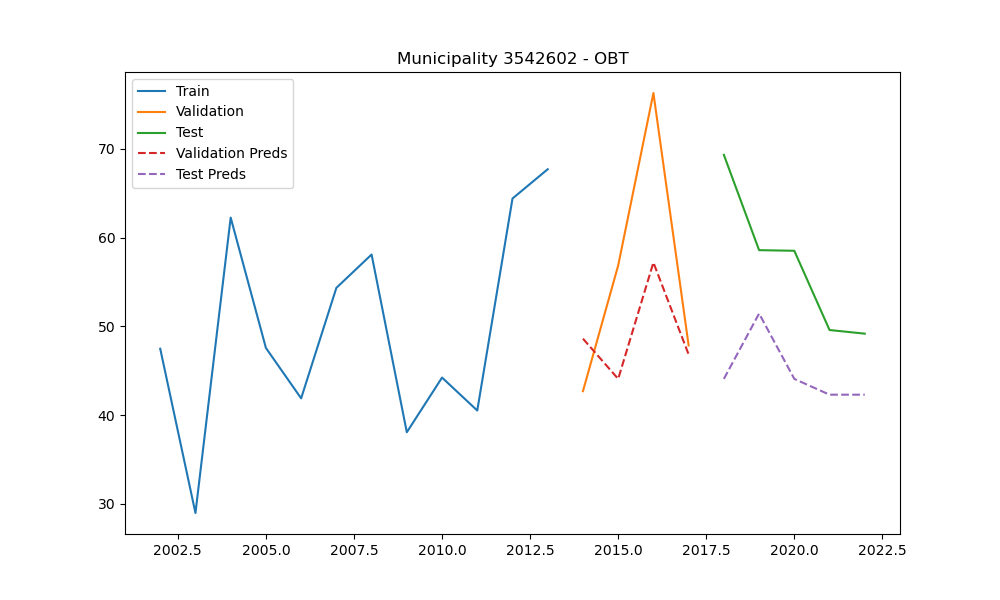 Municipality 3542602 - OBT
Train
Validation
Test
Validation Preds
Test Preds
70
60
50
40
30
2002.5 2005.0 2007.5 2010.0 2012.5 2015.0 2017.5 2020.0 2022.5